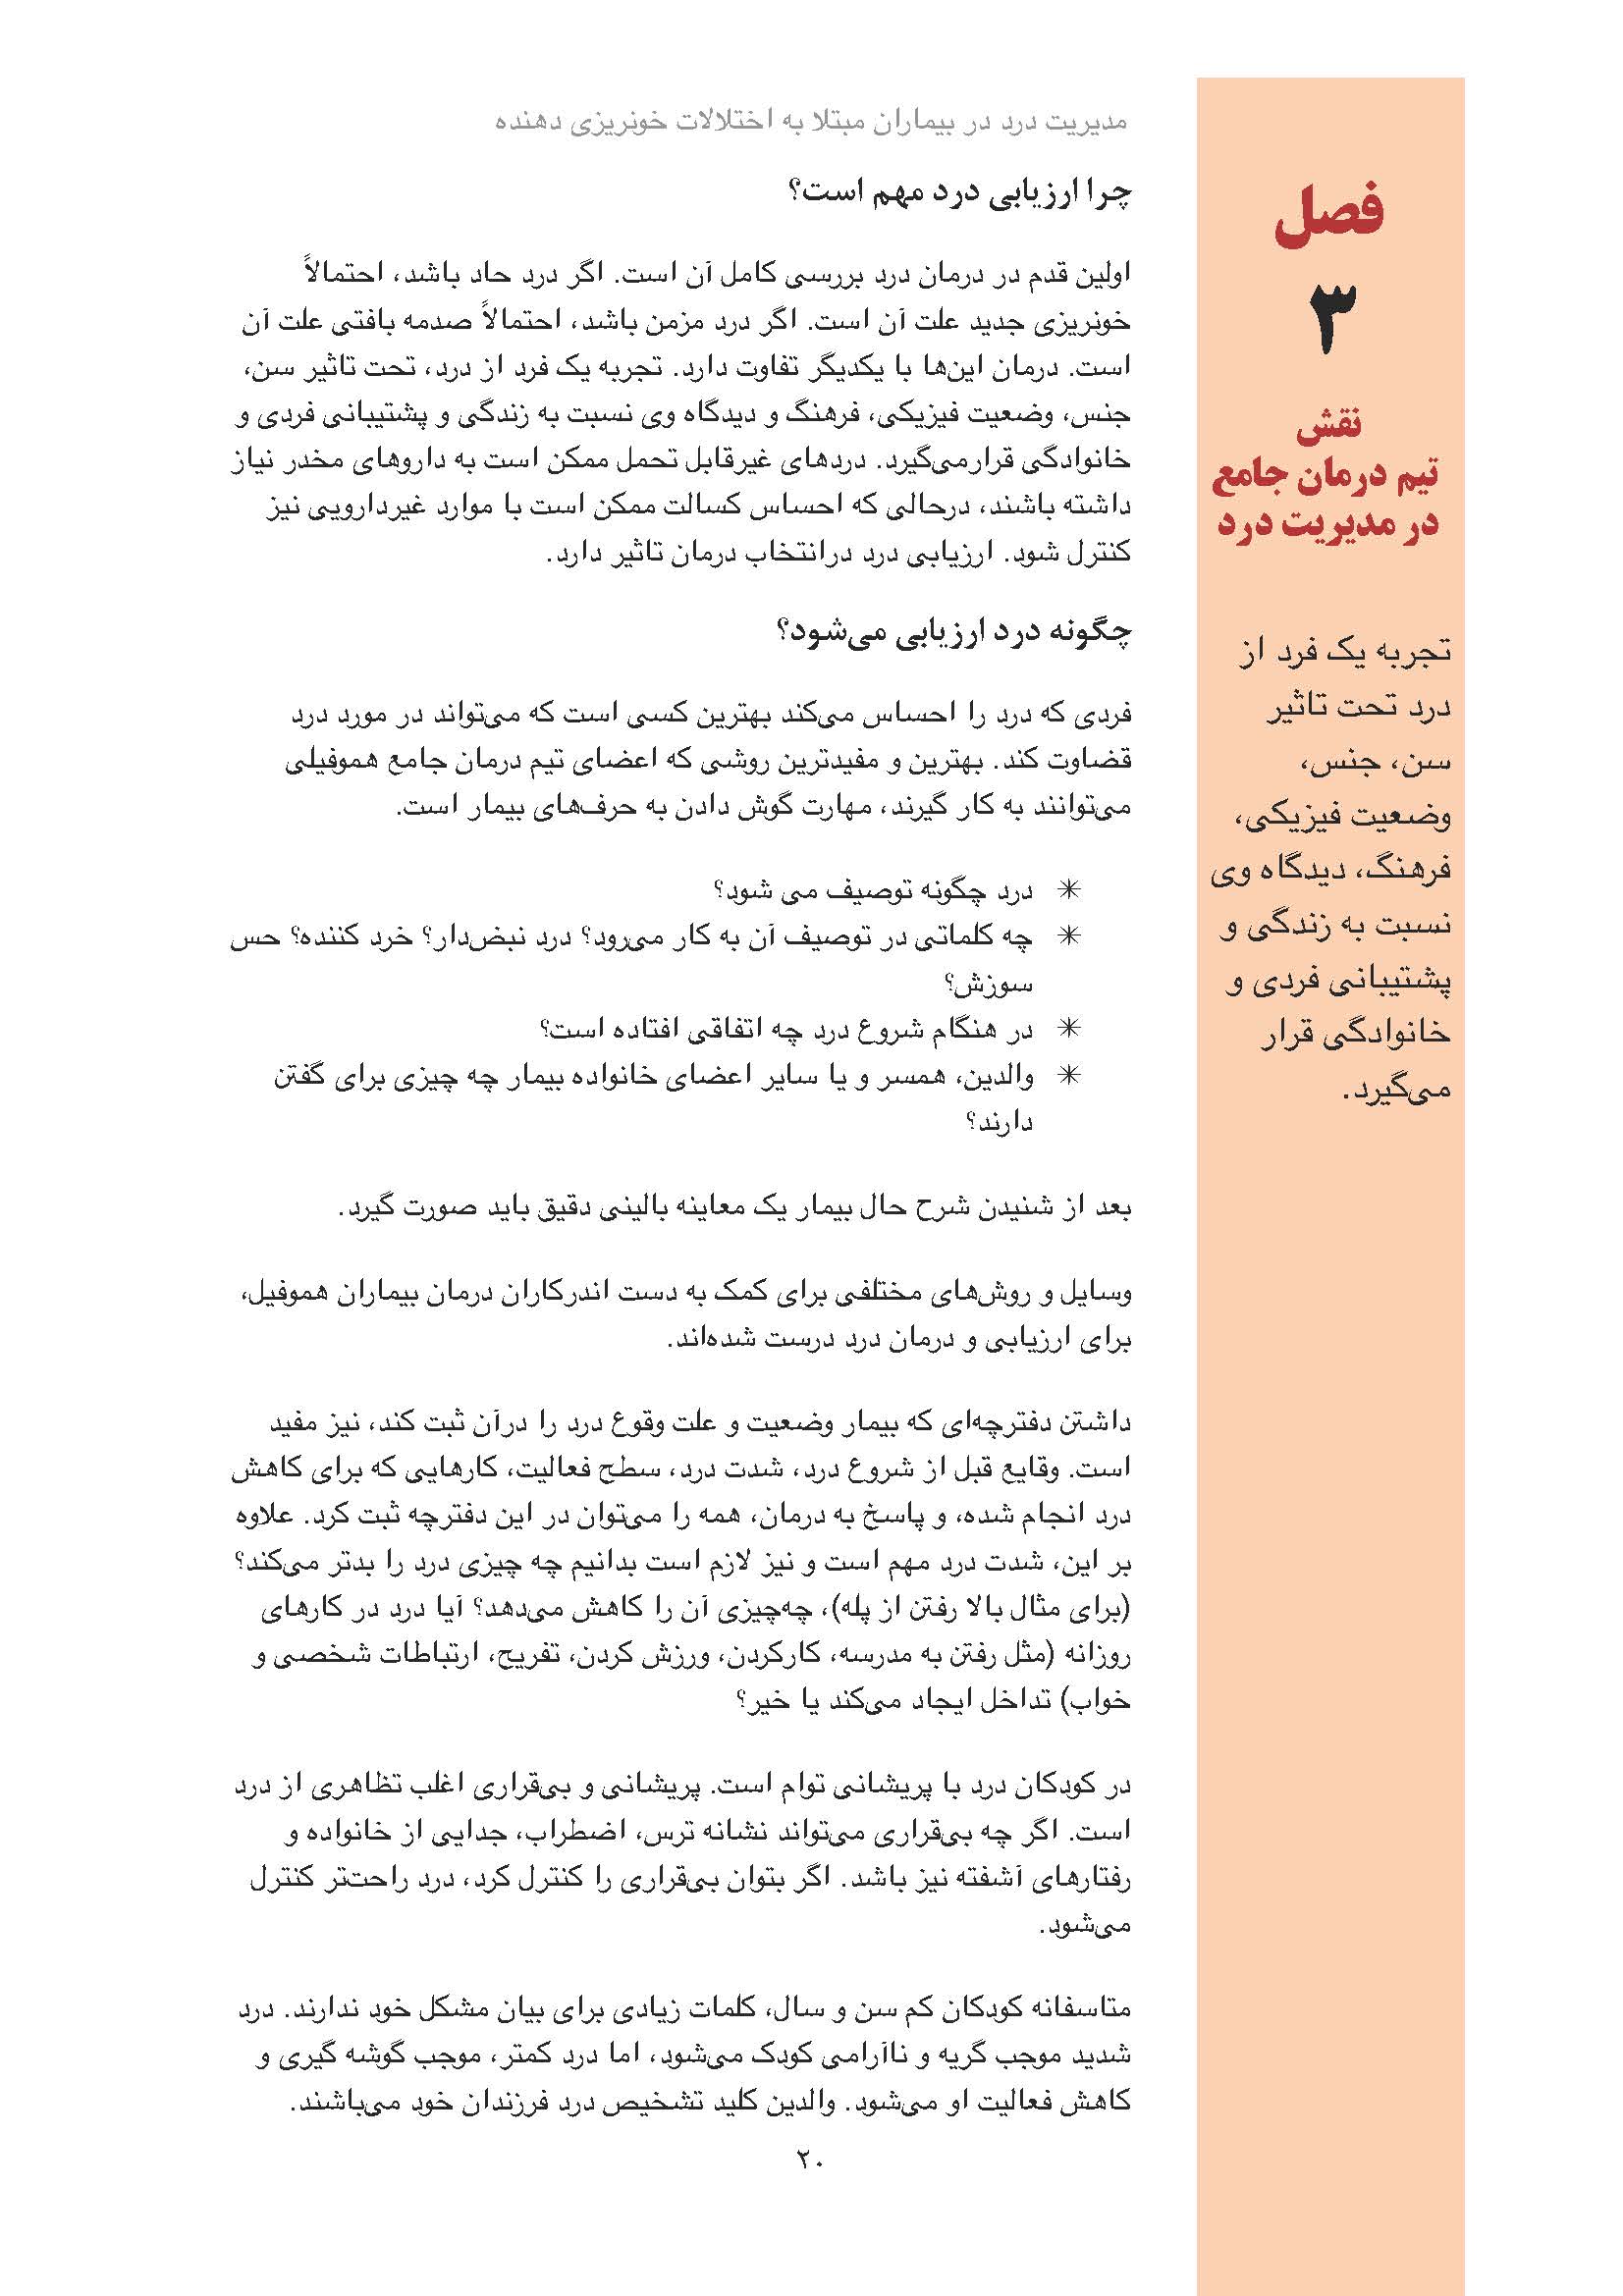 مدیریت درد در بیماران مبتلا به اختلالات خونریزی دهنده
چرا ارزیابی درد مهم است؟
اولین قدم در درمان درد بررسی کامل آن است. اگر درد حاد باشد، احتمالاً
خونریزی جدید علت آن است. اگر درد مزمن باشد، احتمالاً صدمه بافتی علت آن
است. درمان این‌ها با یکدیگر تفاوت دارد. تجربه یک فرد از درد، تحت تاثیر سن،
جنس، وضعیت فیزیکی، فرهنگ و دیدگاه وی نسبت به زندگی و پشتیبانی فردی و
خانوادگی قرارمی‌گیرد. دردهای غیرقابل تحمل ممکن است به داروهای مخدر نیاز
داشته باشند، درحالی که احساس کسالت ممکن است با موارد غیردارویی نیز
کنترل شود. ارزیابی درد درانتخاب درمان تاثیر دارد.
چگونه درد ارزیابی می‌شود؟
فردی که درد را احساس می‌کند بهترین کسی است که می‌تواند در مورد درد
قضاوت کند. بهترین و مفیدترین روشی که اعضای تیم درمان جامع هموفیلی
می‌توانند به کار گیرند، مهارت گوش دادن به حرف‌های بیمار است.
✳ درد چگونه توصیف می شود؟
✳ چه کلماتی در توصیف آن به کار می‌رود؟ درد نبض‌دار؟ خرد کننده؟ حس
سوزش؟
✳ در هنگام شروع درد چه اتفاقی افتاده است؟
✳ والدین، همسر و یا سایر اعضای خانواده بیمار چه چیزی برای گفتن
دارند؟
بعد از شنیدن شرح حال بیمار یک معاینه بالینی دقیق باید صورت گیرد.
وسایل و روش‌های مختلفی برای کمک به دست اندرکاران درمان بیماران هموفیل،
برای ارزیابی و درمان درد درست شده‌اند.
داشتن دفترچه‌ای که بیمار وضعیت و علت وقوع درد را درآن ثبت کند، نیز مفید
است. وقایع قبل از شروع درد، شدت درد، سطح فعالیت، کارهایی که برای کاهش
درد انجام شده، و پاسخ به درمان، همه را می‌توان در این دفترچه ثبت کرد. علاوه
بر این، شدت درد مهم است و نیز لازم است بدانیم چه چیزی درد را بدتر می‌کند؟
(برای مثال بالا رفتن از پله)، چه‌چیزی آن را کاهش می‌دهد؟ آیا درد در کارهای
روزانه (مثل رفتن به مدرسه، کارکردن، ورزش کردن، تفریح، ارتباطات شخصی و
خواب) تداخل ایجاد می‌کند یا خیر؟
در کودکان درد با پریشانی توام است. پریشانی و بی‌قراری اغلب تظاهری از درد
است. اگر چه بی‌قراری می‌تواند نشانه ترس، اضطراب، جدایی از خانواده و
رفتارهای آشفته نیز باشد. اگر بتوان بی‌قراری را کنترل کرد، درد راحت‌تر کنترل
می‌شود.
متاسفانه کودکان کم سن و سال، کلمات زیادی برای بیان مشکل خود ندارند. درد
شدید موجب گریه و ناآرامی کودک می‌شود، اما درد کمتر، موجب گوشه گیری و
کاهش فعالیت او می‌شود. والدین کلید تشخیص درد فرزندان خود می‌باشند.
۲۰
فصل
۳
نقش
تیم درمان جامع
در مدیریت درد
تجربه یک فرد از
درد تحت تاثیر
سن، جنس،
وضعیت فیزیکی،
فرهنگ، دیدگاه وی
نسبت به زندگی و
پشتیبانی فردی و
خانوادگی قرار
می‌گیرد.